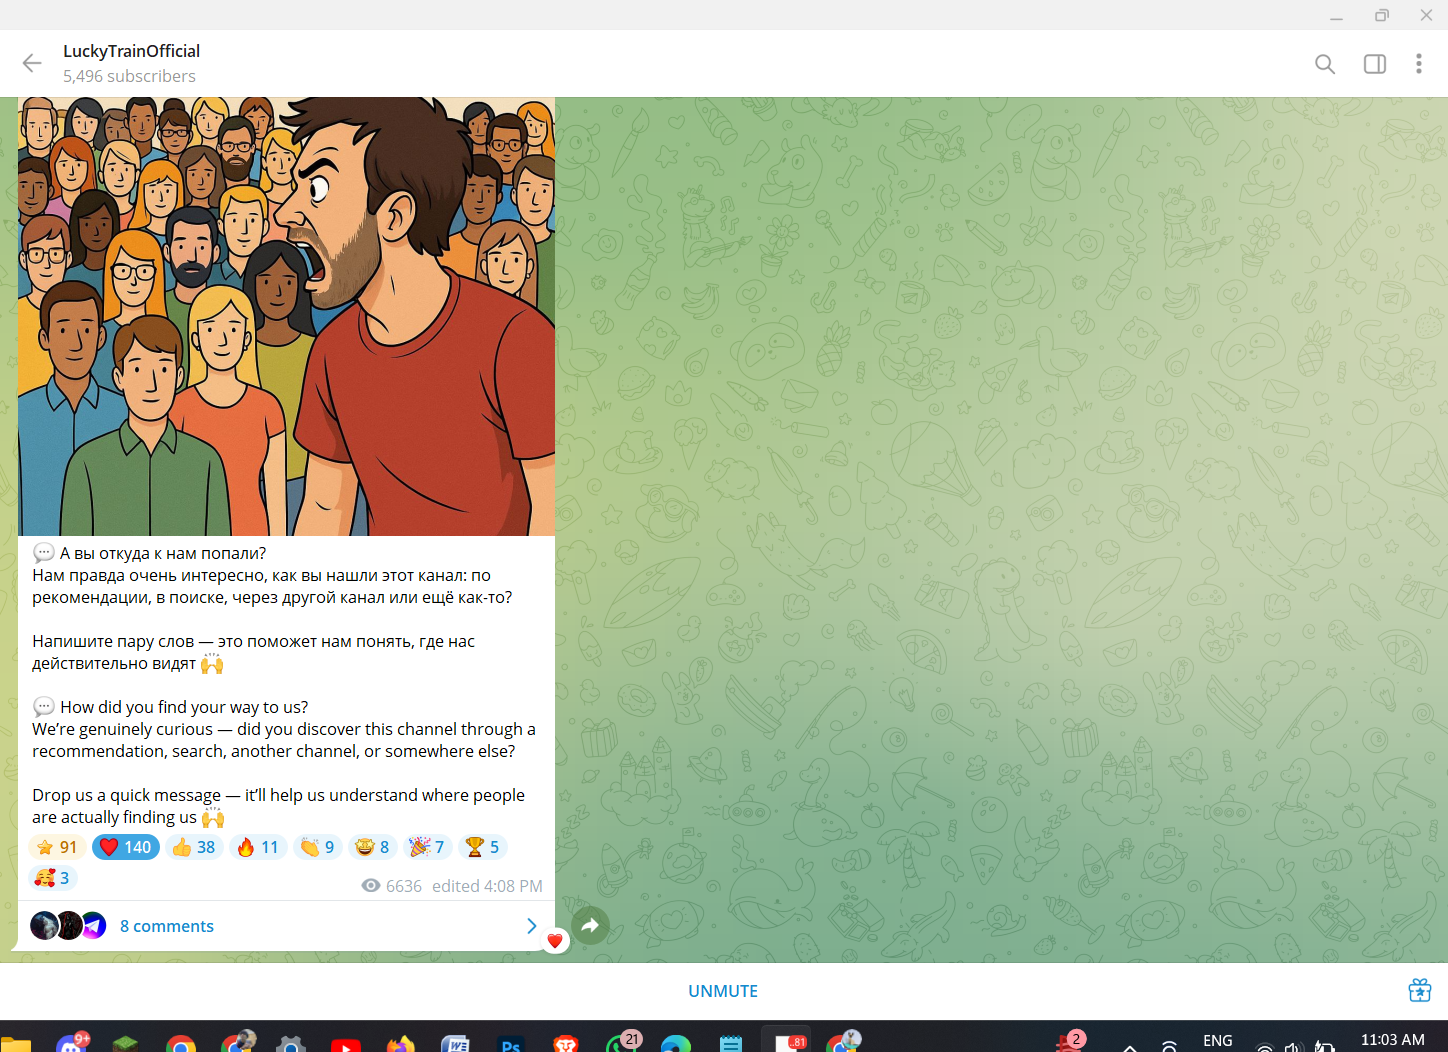 LuckyTrainOfficial
5,496 subscribers
💬 А вы откуда к нам попали?
Нам правда очень интересно, как вы нашли этот канал: по
рекомендации, в поиске, через другой канал или ещё как-то?
Напишите пару слов — это поможет нам понять, где нас
действительно видят 🙌
💬 How did you find your way to us?
We’re genuinely curious — did you discover this channel through a
recommendation, search, another channel, or somewhere else?
Drop us a quick message — it’ll help us understand where people
are actually finding us 🙌
⭐ 91 ❤️ 140 👍 38 🔥 11 👏 9 🤩 8 🎉 7 🏆 5
🥰 3
6636 edited 4:08 PM
8 comments
UNMUTE
9+
W
Ps
21
..81
2
ENG
11:03 AM